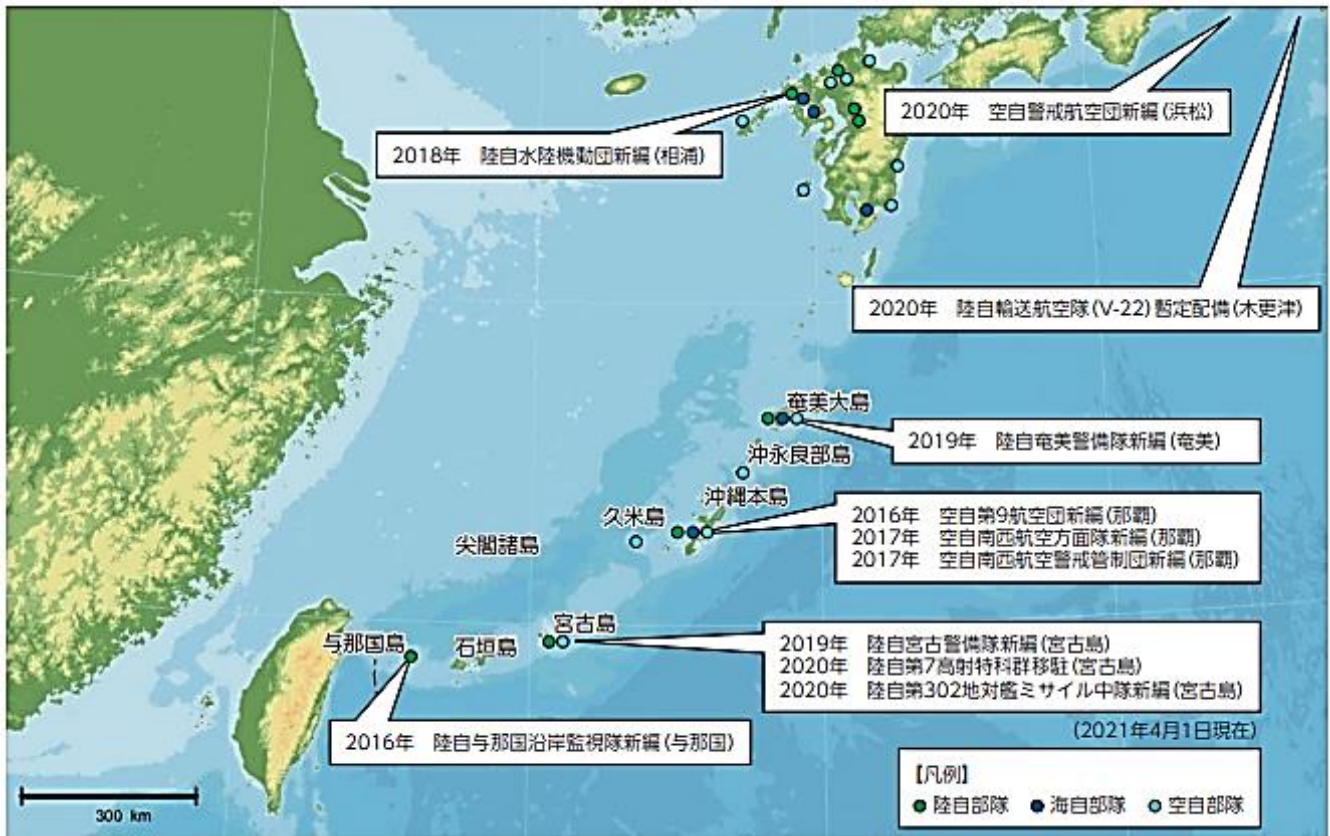 2020年 空自警戒航空団新編(浜松)
2018年 陸自水陸機動団新編(相浦)
2020年 陸自輸送航空隊(V-22)暫定配備(木更津)
奄美大島
2019年 陸自奄美警備隊新編(奄美)
沖永良部島
沖縄本島
久米島
2016年 空自第9航空団新編(那覇)
2017年 空自南西航空方面隊新編(那覇)
2017年 空自南西航空警戒管制団新編(那覇)
尖閣諸島
宮古島
与那国島
石垣島
2019年 陸自宮古警備隊新編(宮古島)
2020年 陸自第7高射特科群移駐(宮古島)
2020年 陸自第302地対艦ミサイル中隊新編(宮古島)
2016年 陸自与那国沿岸監視隊新編(与那国)
(2021年4月1日現在)
【凡例】
陸自部隊 海自部隊 空自部隊
300 km